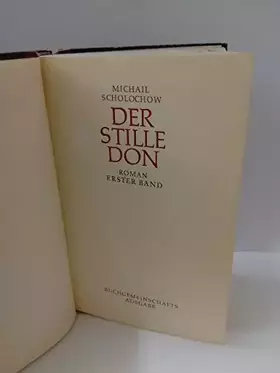 MICHAIL
SCHOLOCHOW
DER
STILLE
DON
ROMAN
ERSTER BAND
BUCHGEMEINSCHAFTS
AUSGABE